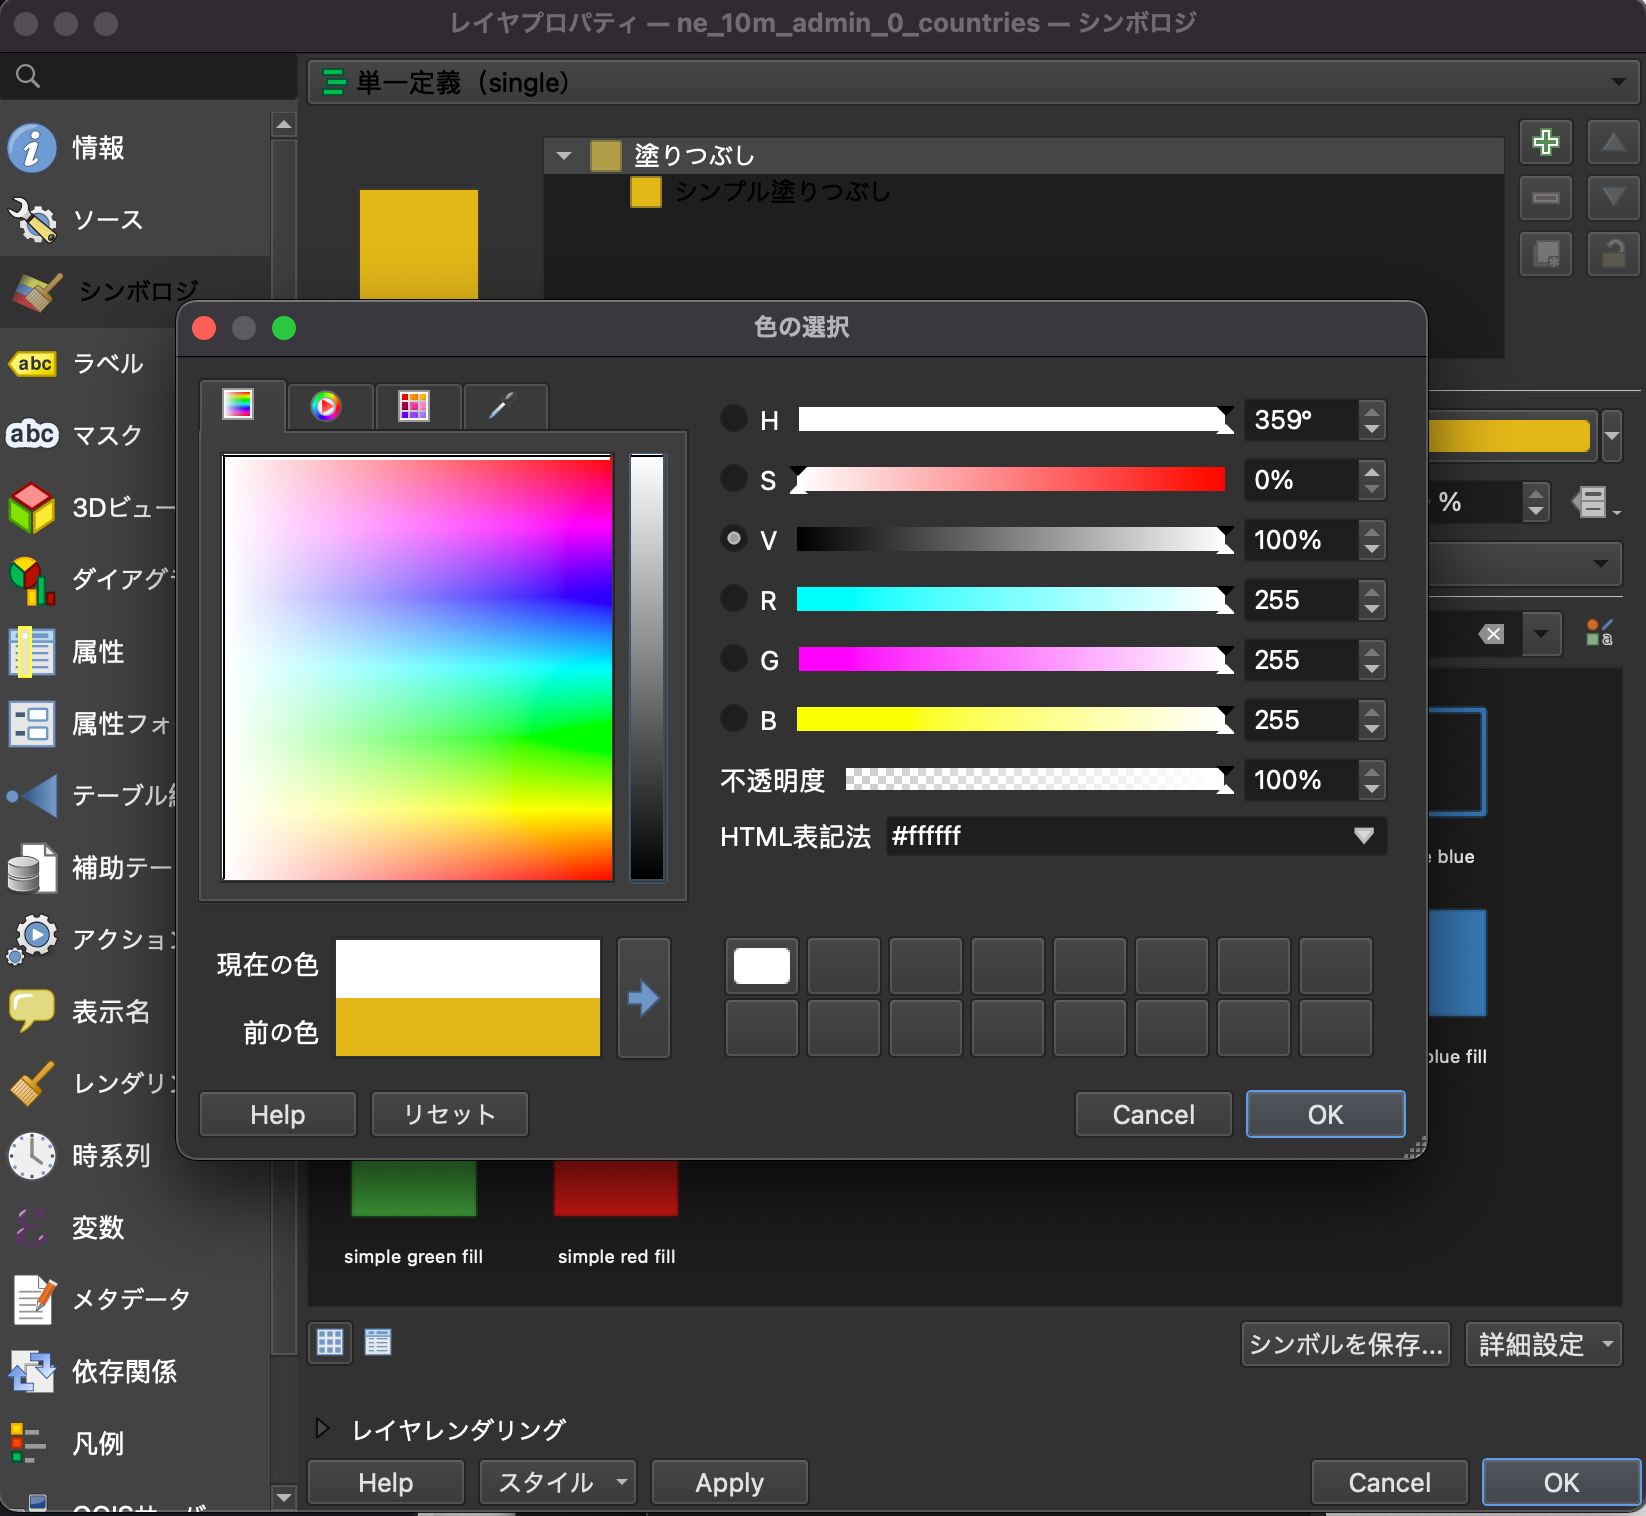 レイヤプロパティ — ne_10m_admin_0_countries — シンボロジ
単一定義（single）
情報
ソース
シンボロジ
ラベル
マスク
3Dビュー
ダイアグ
属性
属性フォ
テーブル
補助テー
アクション
表示名
レンダリン
時系列
変数
メタデータ
依存関係
凡例
abc
abc
塗りつぶし
シンプル塗りつぶし
色の選択
H 359°
S 0%
V 100%
R 255
G 255
B 255
不透明度 100%
HTML表記法 #ffffff
現在の色
前の色
Help
リセット
Cancel
OK
%
blue
blue fill
simple green fill
simple red fill
シンボルを保存...
詳細設定
レイヤレンダリング
Help
スタイル
Apply
Cancel
OK